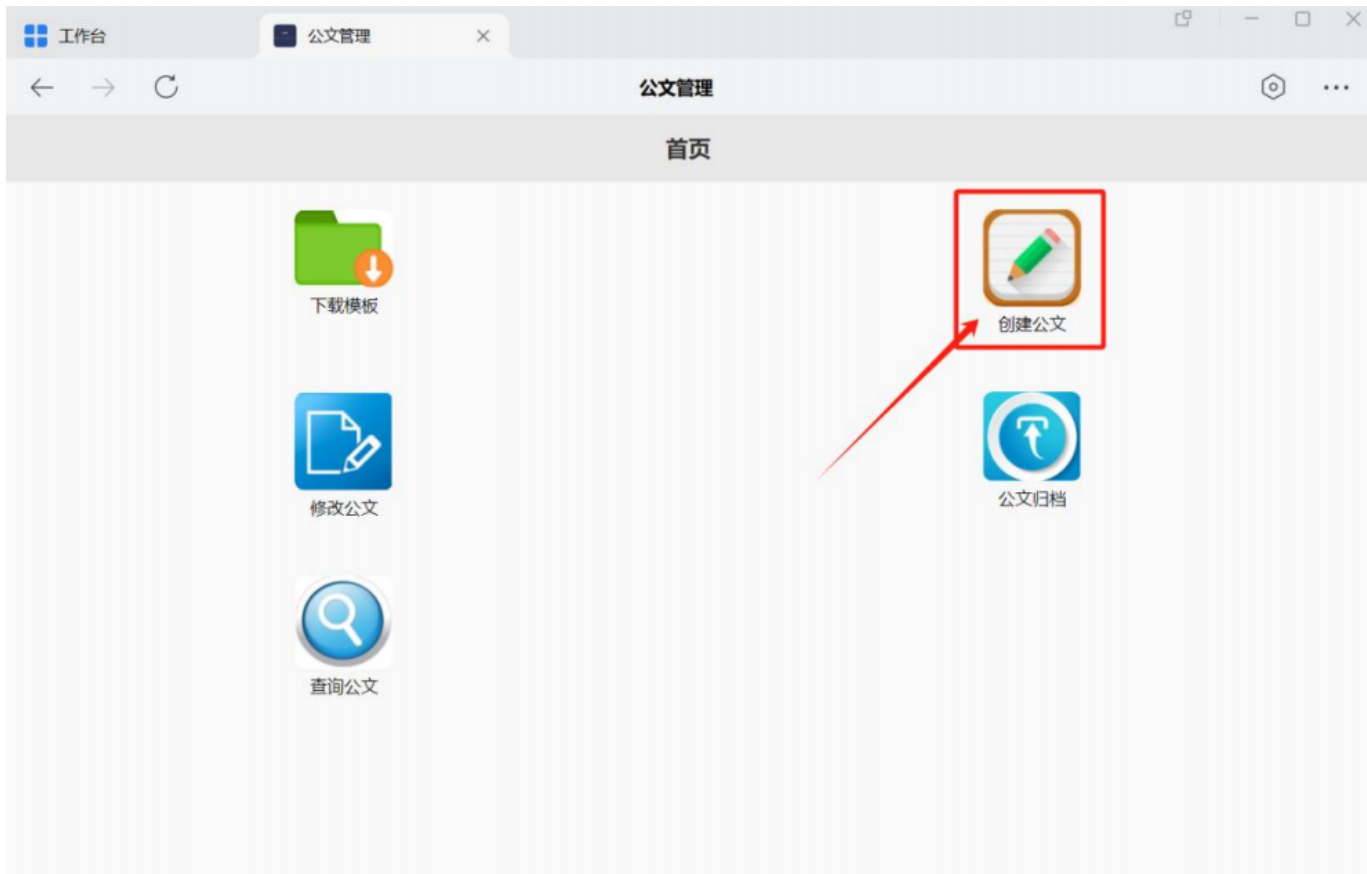 工作台
公文管理
公文管理
首页
下载模板
创建公文
修改公文
公文归档
查询公文